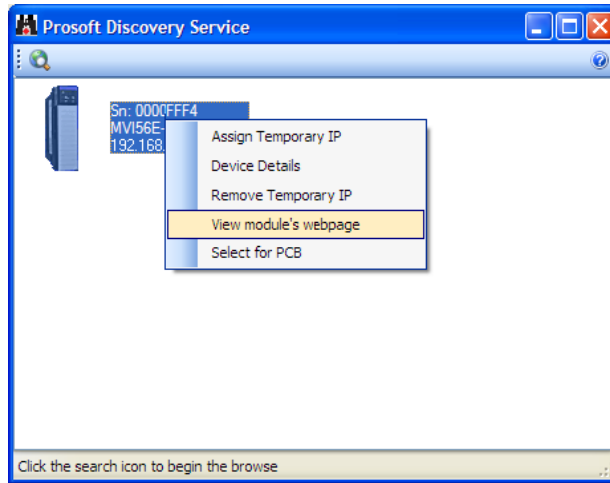 Prosoft Discovery Service
Sn: 0000FFF4
MVI56E-
192.168.
Assign Temporary IP
Device Details
Remove Temporary IP
View module's webpage
Select for PCB
Click the search icon to begin the browse